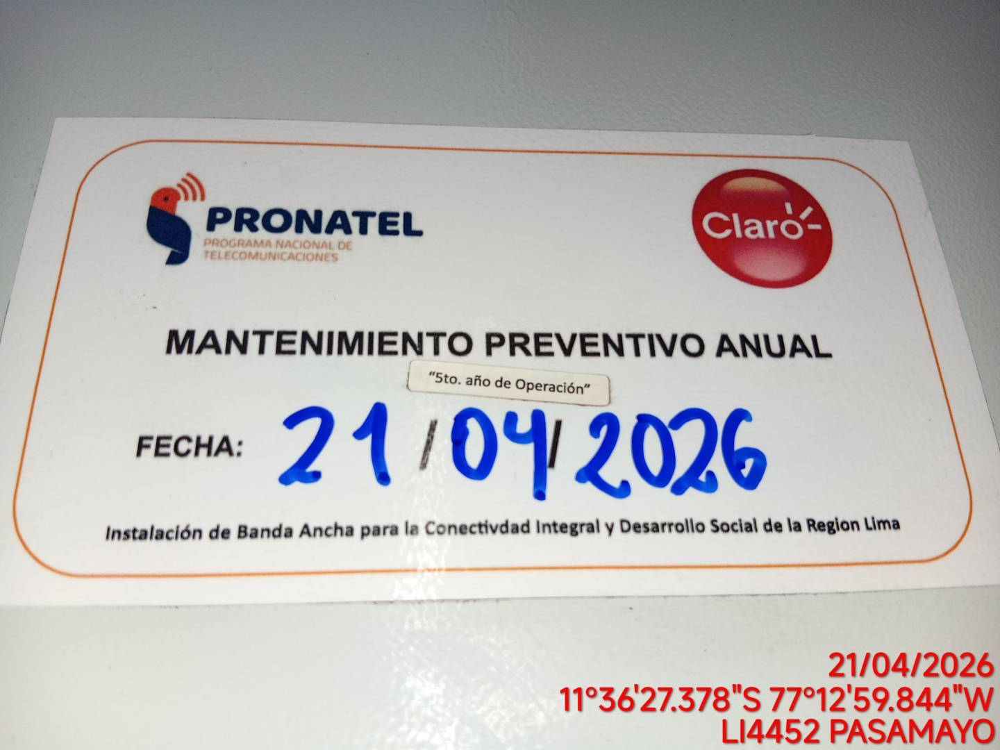 PRONATEL
PROGRAMA NACIONAL DE
TELECOMUNICACIONES
Claro
MANTENIMIENTO PREVENTIVO ANUAL
“5to. año de Operación”
FECHA: 21/04/2026
Instalación de Banda Ancha para la Conectivdad Integral y Desarrollo Social de la Region Lima
21/04/2026
11°36'27.378"S 77°12'59.844"W
LI4452 PASAMAYO